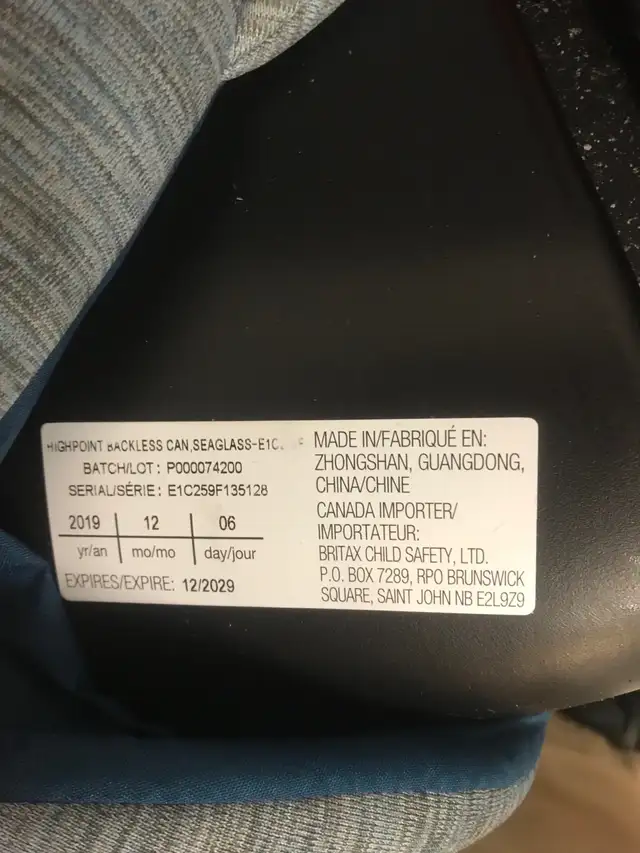 HIGHPOINT BACKLESS CAN,SEAGLASS-
BATCH/LOT: P000074200
SERIAL/SÉRIE: E1C259F135128
2019 | 12 | 06
yr/an | mo/mo | day/jour
EXPIRES/EXPIRE: 12/2029
MADE IN/FABRIQUÉ EN:
ZHONGSHAN, GUANGDONG,
CHINA/CHINE
CANADA IMPORTER/
IMPORTATEUR:
BRITAX CHILD SAFETY, LTD.
P.O. BOX 7289, RPO BRUNSWICK
SQUARE, SAINT JOHN NB E2L9Z9